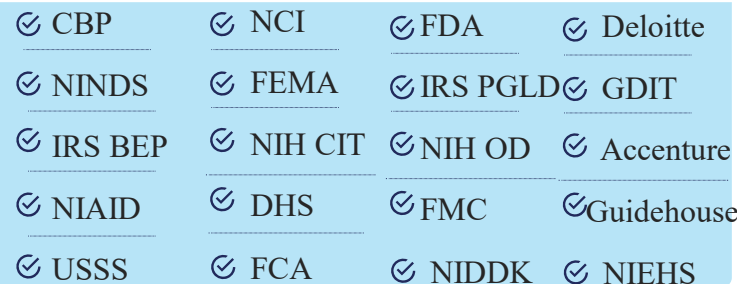 CBP NCI FDA Deloitte
NINDS FEMA IRS PGLD GDIT
IRS BEP NIH CIT NIH OD Accenture
NIAID DHS FMC Guidehouse
USSS FCA NIDDK NIEHS